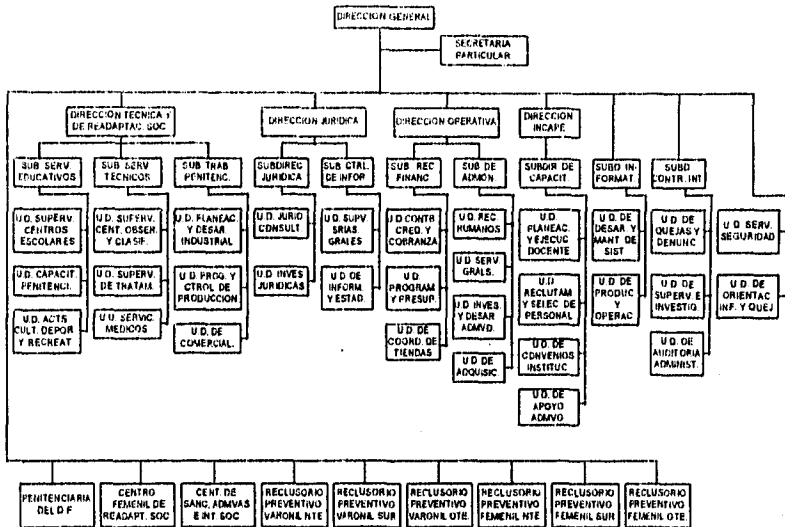 DIRECCION GENERAL
SECRETARIA
PARTICULAR
DIRECCION TECNICA Y
DE READAPTAC. SOC
DIRECCION JURIDICA
DIRECCION OPERATIVA
DIRECCION
INCAPE
SUB SERV.
EDUCATIVOS
SUB SERV
TECNICOS
SUB TRAB
PENITENC.
SUBDIREC
JURIDICA
SUB CTRL.
DE INFOR
SUB REC
FINANC
SUB DE
ADMON.
SUBDIR DE
CAPACIT.
SUBD IN-
FORMAT.
SUBD
CONTR. INT
U.D. SUPERV.
CENTROS
ESCOLARES
U.D. SUPERV.
CENT. OBSER.
Y CLASIF.
U.D. PLANEAC.
Y DESAR
INDUSTRIAL
U.D. JURID
CONSULT.
U.D. SUPV
SRIAS.
GRALES
U D CONTR
CRED. Y
COBRANZA
U.D. REC
HUMANOS
U.D.
PLANEAC.
Y EJECUC
DOCENTE
U.D. DE
DESAR Y
MANT DE
SIST
U.D DE
QUEJAS Y
DENUNC
U D SERV.
SEGURIDAD
U.D. CAPACIT.
PENITENCI.
U.D. SUPERV.
DE TRATAM.
U.D. PROG. Y
CTROL DE
PRODUCCION
U.D. INVES
JURIDICAS
U.D DE
INFORM
Y ESTAD.
U.D.
PROGRAM
Y PRESUP.
U.D. SERV
GRALS.
U.D
RECLUTAM
Y SELEC DE
PERSONAL
U.D. DE
PRODUC
Y
OPERAC
U.D. DE
SUPERV. E
INVESTIG.
U.D. DE
ORIENTAC
INF. Y QUEJ
U.D. ACTS
CULT. DEPOR
Y RECREAT
U.D. SERVIC.
MEDICOS
U.D. DE
COMERCIAL.
U.D. DE
COORD. DE
TIENDAS
U.D INVES.
Y DESAR
ADMVO.
U.D. DE
ADQUISIC.
U.D. DE
CONVENIOS
INSTITUC
U.D. DE
APOYO
ADMVO
U.D. DE
AUDITORIA
ADMINIST.
PENITENCIARIA
DEL D F
CENTRO
FEMENIL DE
READAPT. SOC
CENT. DE
SANC. ADMVAS
E INT SOC
RECLUSORIO
PREVENTIVO
VARONIL NTE
RECLUSORIO
PREVENTIVO
VARONIL SUR
RECLUSORIO
PREVENTIVO
VARONIL OTE.
RECLUSORIO
PREVENTIVO
FEMENIL NTE
RECLUSORIO
PREVENTIVO
FEMENIL SUR
RECLUSORIO
PREVENTIVO
FEMENIL OTE.